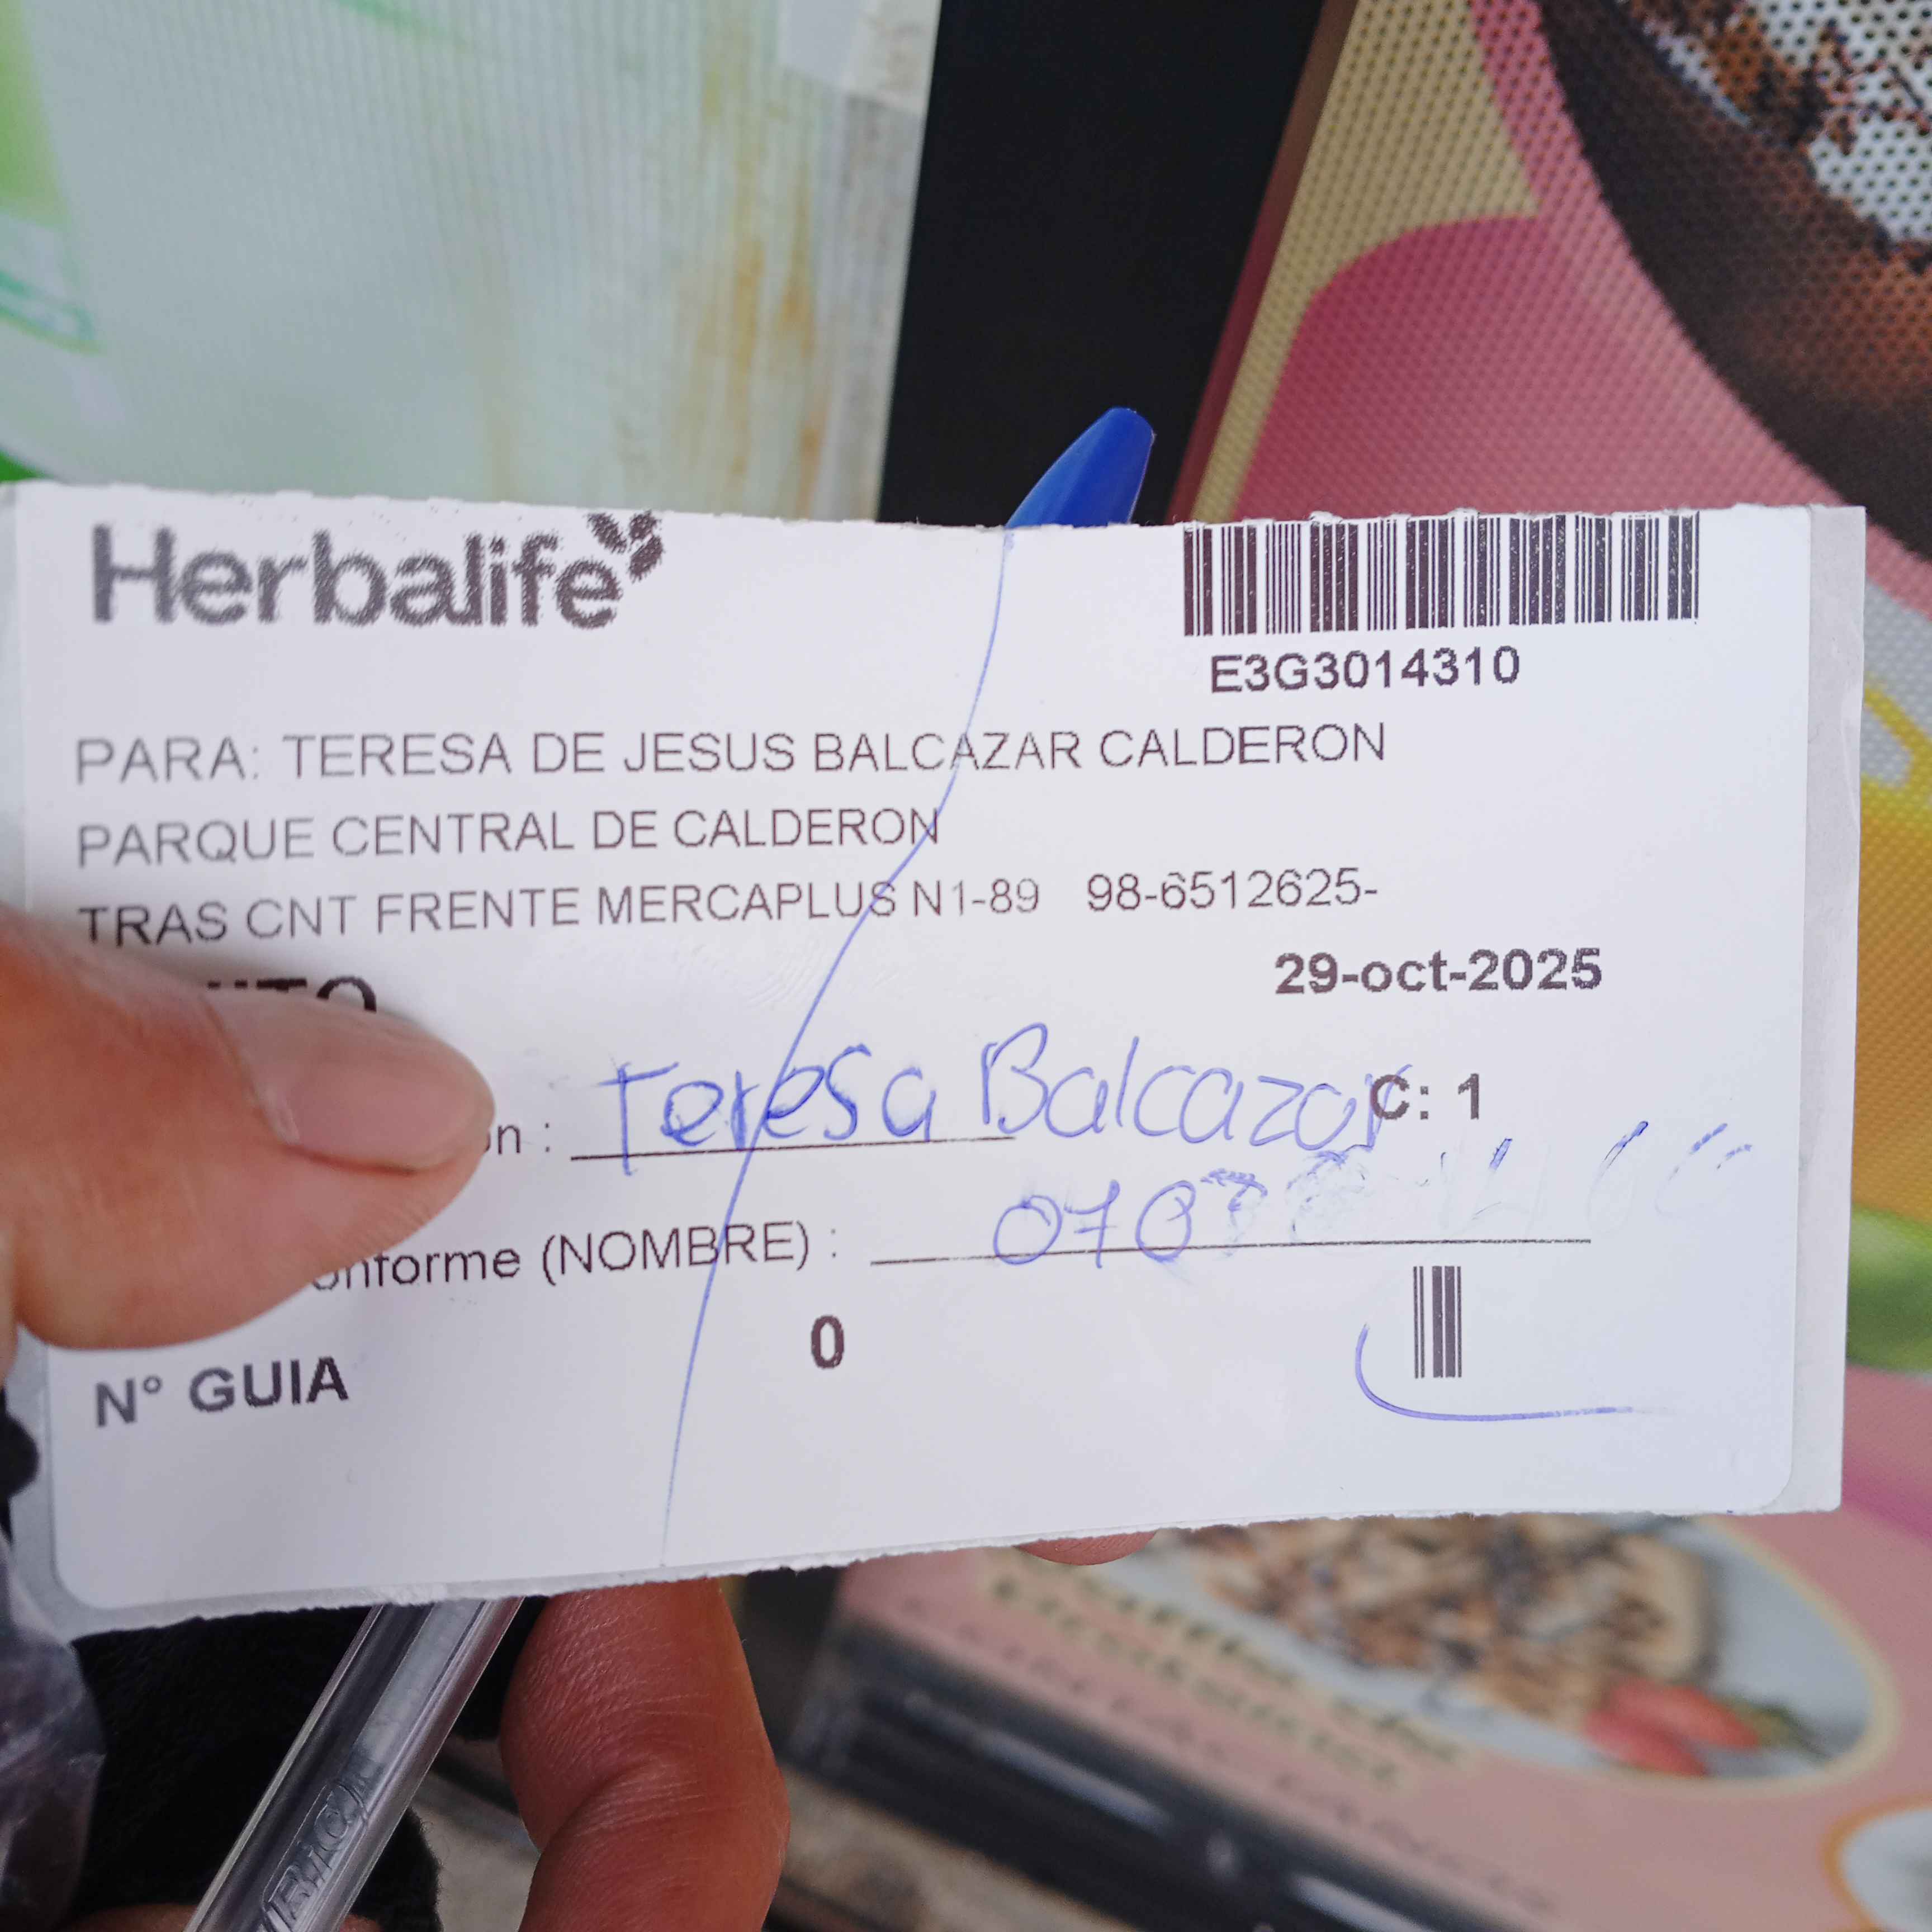 Herbalife
E3G3014310
PARA: TERESA DE JESUS BALCAZAR CALDERON
PARQUE CENTRAL DE CALDERON
TRAS CNT FRENTE MERCAPLUS N1-89 98-6512625-
29-oct-2025
Teresa Balcazar C: 1
(NOMBRE) :
0
N° GUIA
BIC